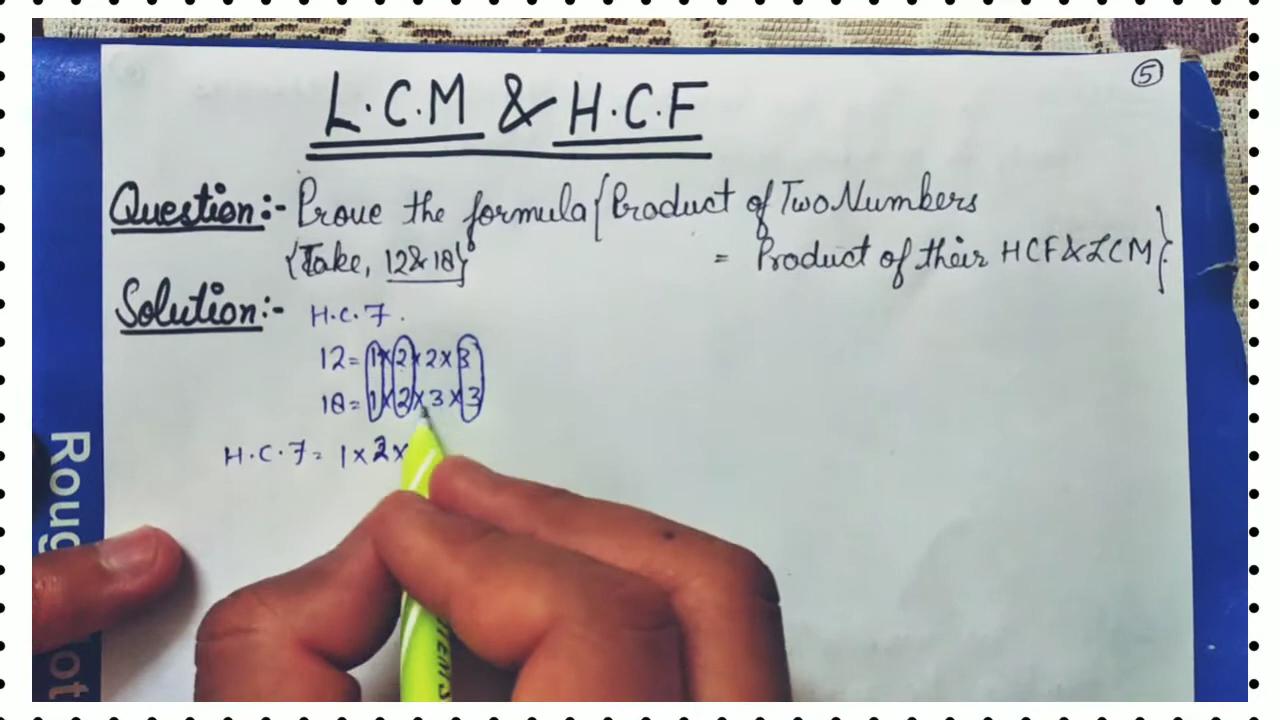 5
L.C.M & H.C.F
Question:- Prove the formula {Product of Two Numbers
{Take, 12&18} = Product of their HCF&LCM}
Solution:- H.C.F.
12= 1×2×2×3
18= 1×2×3×3
H.C.F= 1×2×
Roug
ot